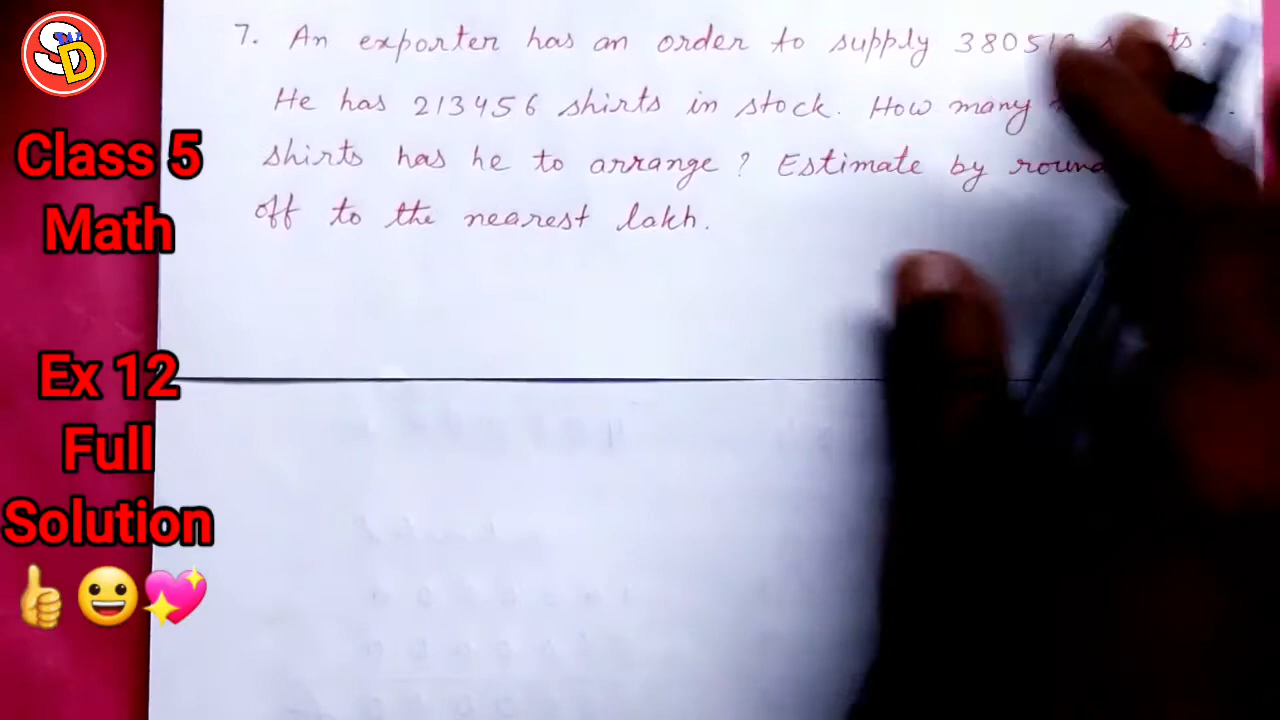 SD
7. An exporter has an order to supply
He has 213456 shirts in stock. How many
shirts has he to arrange? Estimate by
off to the nearest lakh.
Class 5
Math
Ex 12
Full
Solution